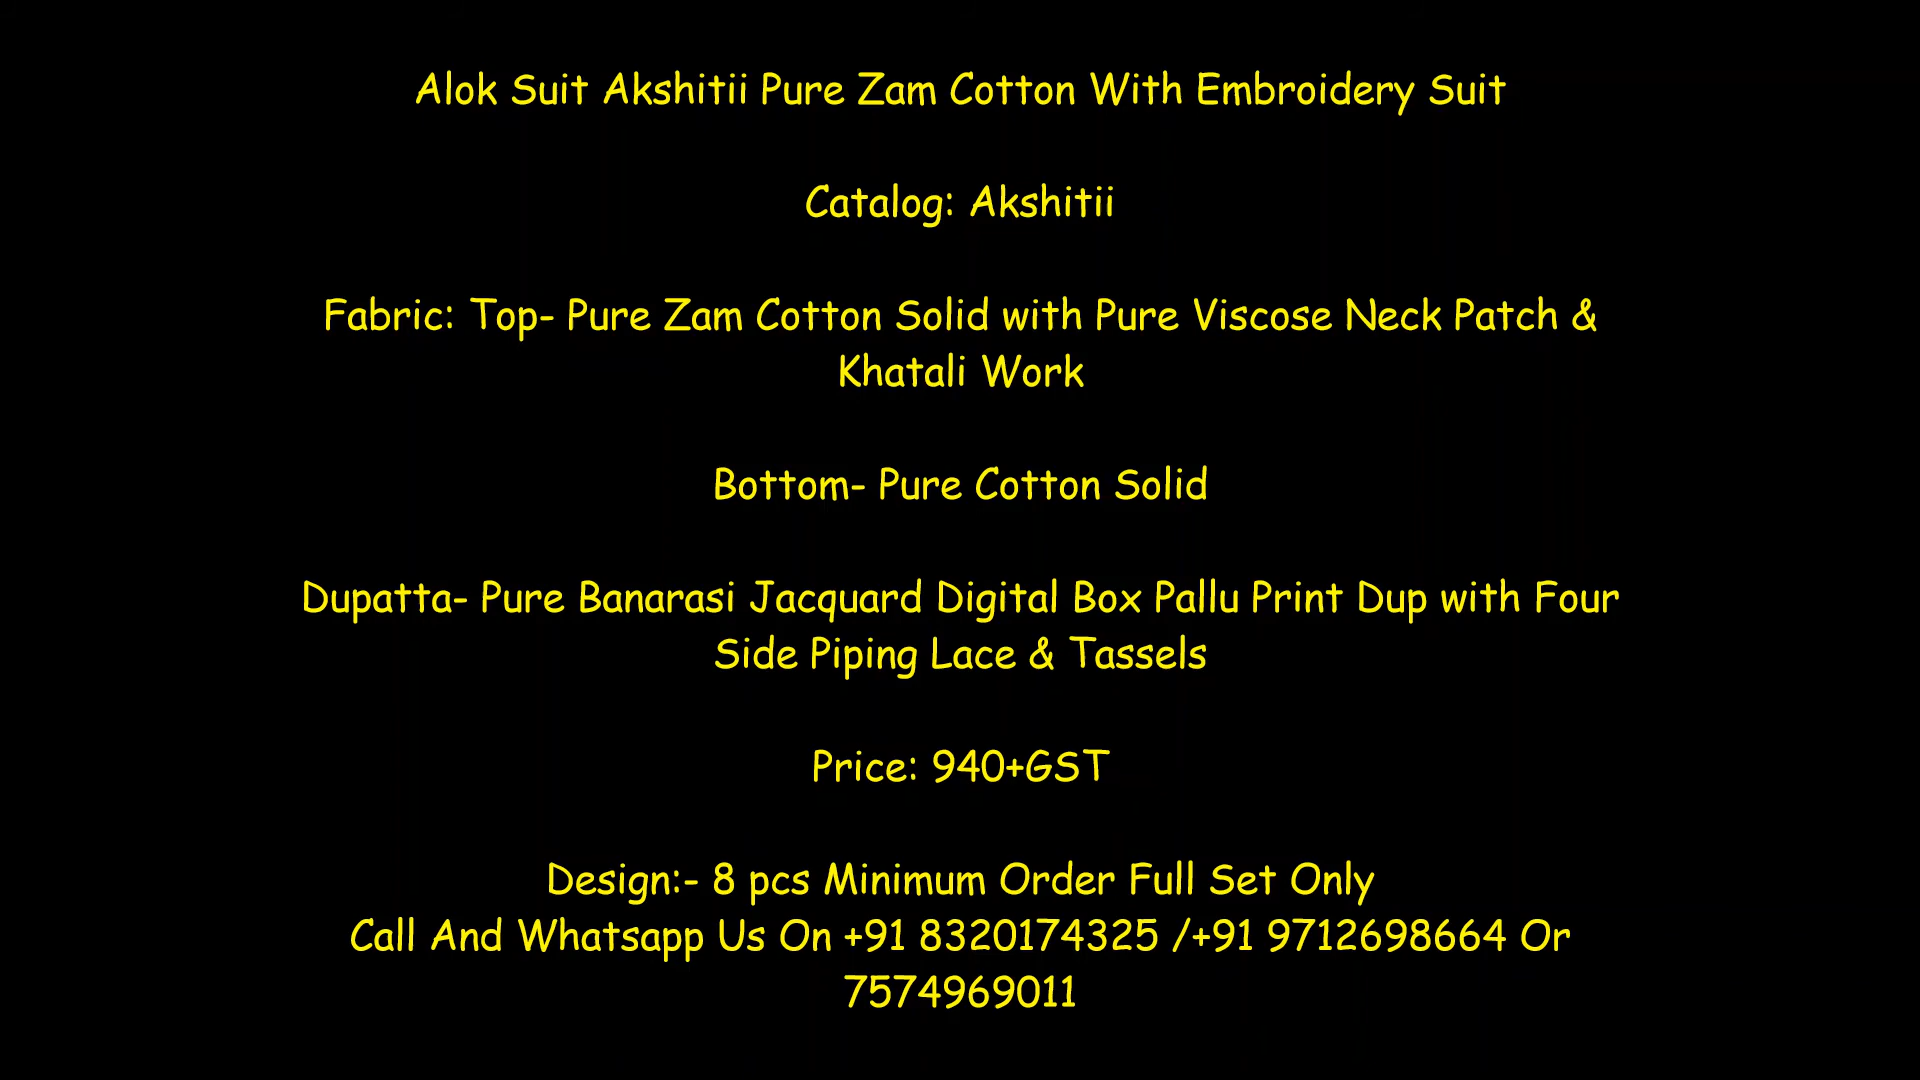 Alok Suit Akshitii Pure Zam Cotton With Embroidery Suit
Catalog: Akshitii
Fabric: Top- Pure Zam Cotton Solid with Pure Viscose Neck Patch &
Khatali Work
Bottom- Pure Cotton Solid
Dupatta- Pure Banarasi Jacquard Digital Box Pallu Print Dup with Four
Side Piping Lace & Tassels
Price: 940+GST
Design:- 8 pcs Minimum Order Full Set Only
Call And Whatsapp Us On +91 8320174325 /+91 9712698664 Or
7574969011